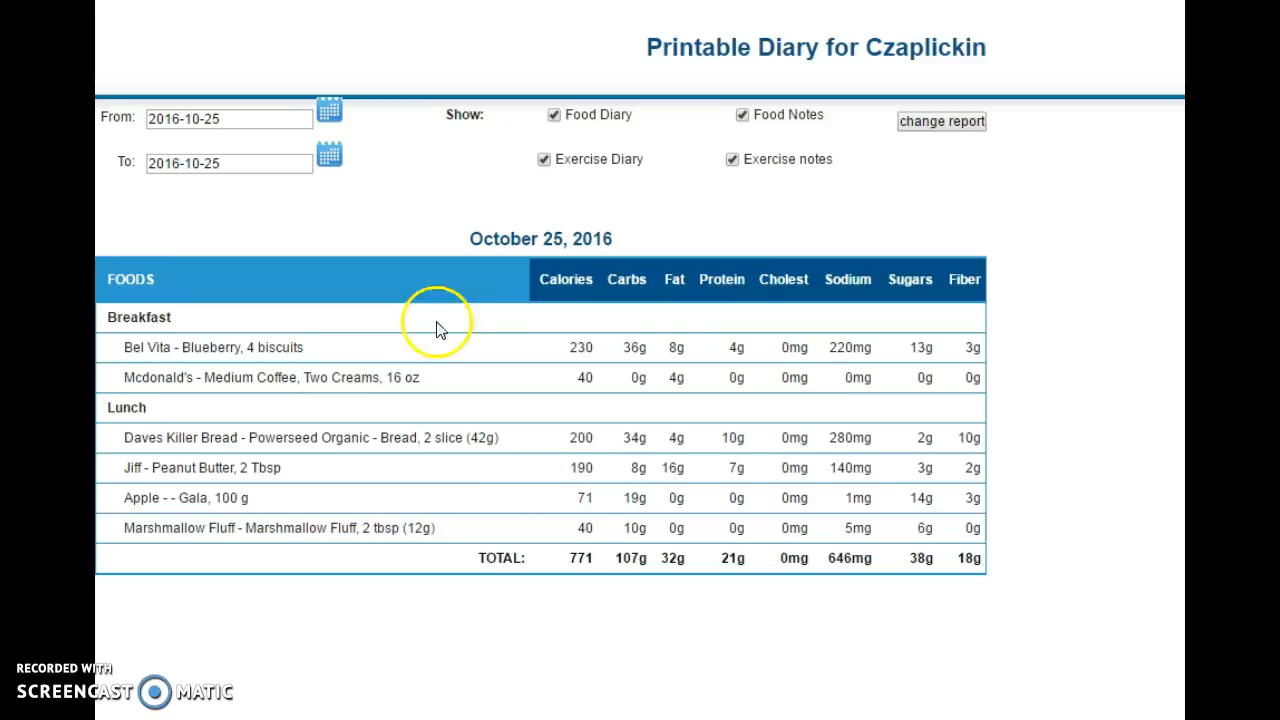 Printable Diary for Czaplickin
From: 2016-10-25 Show: Food Diary Food Notes change report
To: 2016-10-25 Exercise Diary Exercise notes
October 25, 2016
FOODS Calories Carbs Fat Protein Cholest Sodium Sugars Fiber
Breakfast
Bel Vita - Blueberry, 4 biscuits 230 36g 8g 4g 0mg 220mg 13g 3g
Mcdonald's - Medium Coffee, Two Creams, 16 oz 40 0g 4g 0g 0mg 0mg 0g 0g
Lunch
Daves Killer Bread - Powerseed Organic - Bread, 2 slice (42g) 200 34g 4g 10g 0mg 280mg 2g 10g
Jiff - Peanut Butter, 2 Tbsp 190 8g 16g 7g 0mg 140mg 3g 2g
Apple - - Gala, 100 g 71 19g 0g 0g 0mg 1mg 14g 3g
Marshmallow Fluff - Marshmallow Fluff, 2 tbsp (12g) 40 10g 0g 0g 0mg 5mg 6g 0g
TOTAL: 771 107g 32g 21g 0mg 646mg 38g 18g
RECORDED WITH
SCREENCAST MATIC